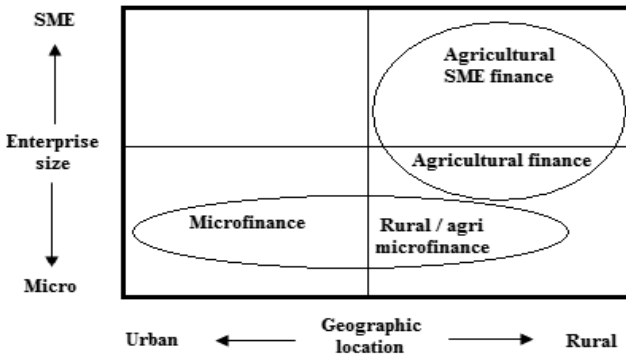 SME
Agricultural
SME finance
Enterprise
size
Agricultural finance
Microfinance
Rural / agri
microfinance
Micro
Urban
Geographic
location
Rural